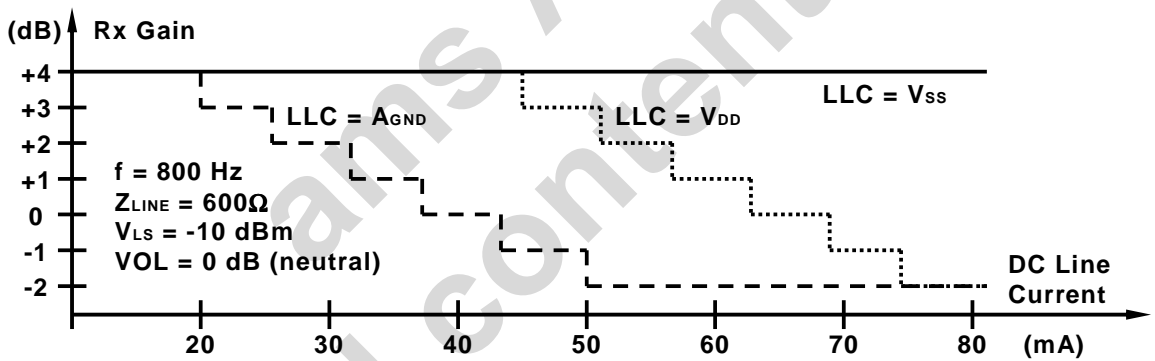 (dB) Rx Gain
+4
+3
+2
+1
0
-1
-2
LLC = VSS
LLC = AGND
LLC = VDD
f = 800 Hz
ZLINE = 600Ω
VLS = -10 dBm
VOL = 0 dB (neutral)
DC Line
Current
20 30 40 50 60 70 80 (mA)
ams A
content